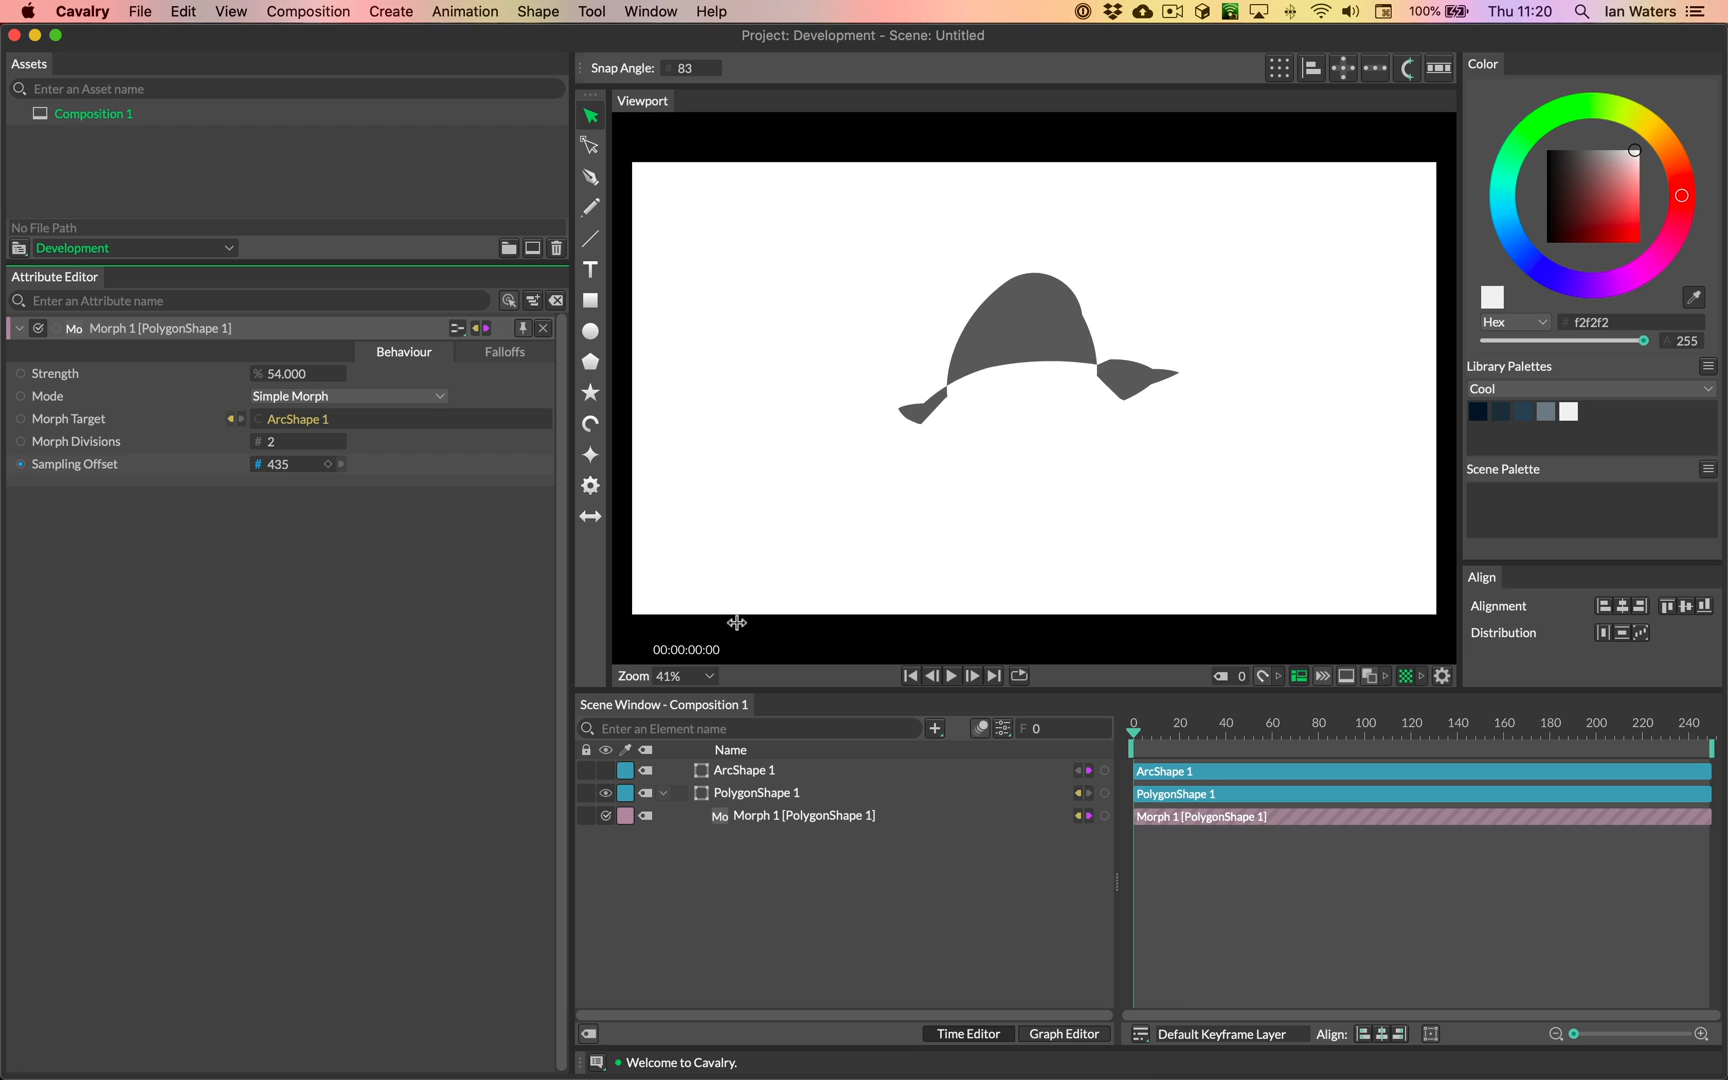 Cavalry File Edit View Composition Create Animation Shape Tool Window Help 100% Thu 11:20 Ian Waters
Project: Development - Scene: Untitled
Assets
Enter an Asset name
Composition 1
No File Path
Development
Attribute Editor
Enter an Attribute name
Mo Morph 1 [PolygonShape 1]
Behaviour Falloffs
Strength % 54.000
Mode Simple Morph
Morph Target ArcShape 1
Morph Divisions # 2
Sampling Offset # 435
Snap Angle: # 83
Viewport
00:00:00:00
Zoom 41%
0
Scene Window - Composition 1
Enter an Element name
F 0
Name
ArcShape 1
PolygonShape 1
Mo Morph 1 [PolygonShape 1]
0 20 40 60 80 100 120 140 160 180 200 220 240
ArcShape 1
PolygonShape 1
Morph 1 [PolygonShape 1]
Time Editor Graph Editor
Default Keyframe Layer Align:
Welcome to Cavalry.
Color
Hex # f2f2f2
A 255
Library Palettes
Cool
Scene Palette
Align
Alignment
Distribution